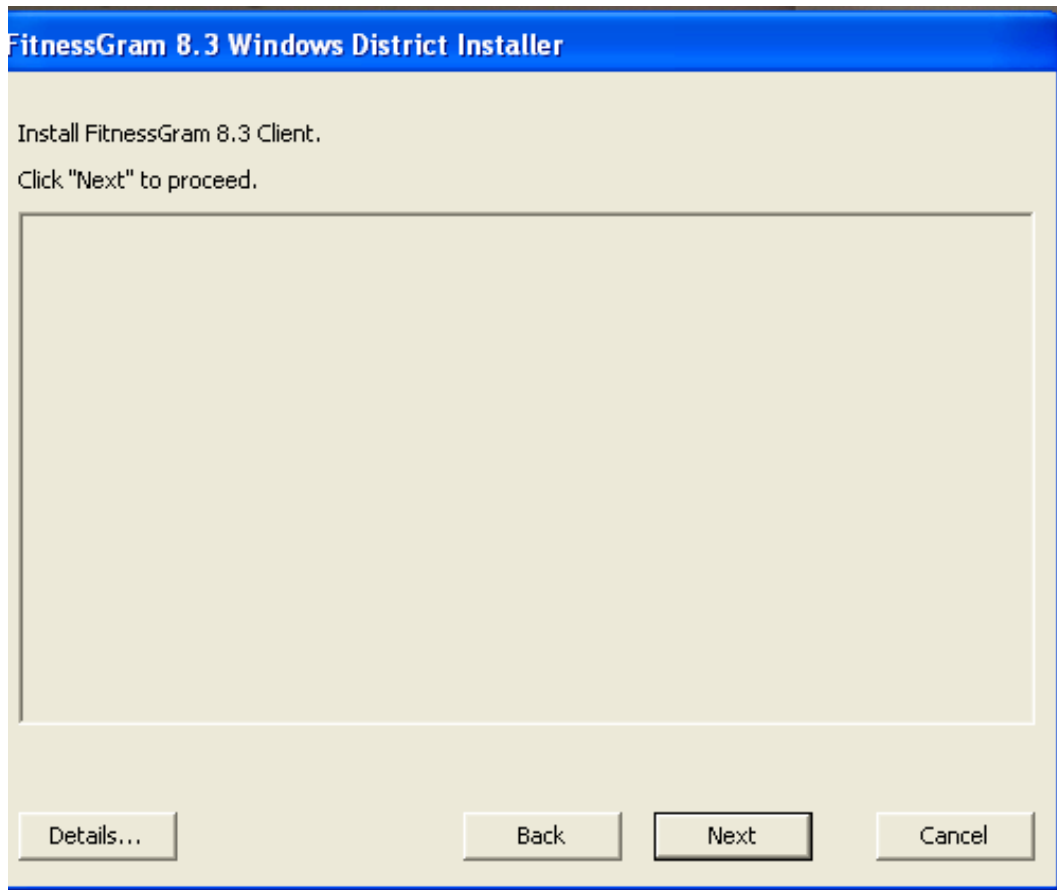 FitnessGram 8.3 Windows District Installer
Install FitnessGram 8.3 Client.
Click "Next" to proceed.
Details...
Back
Next
Cancel